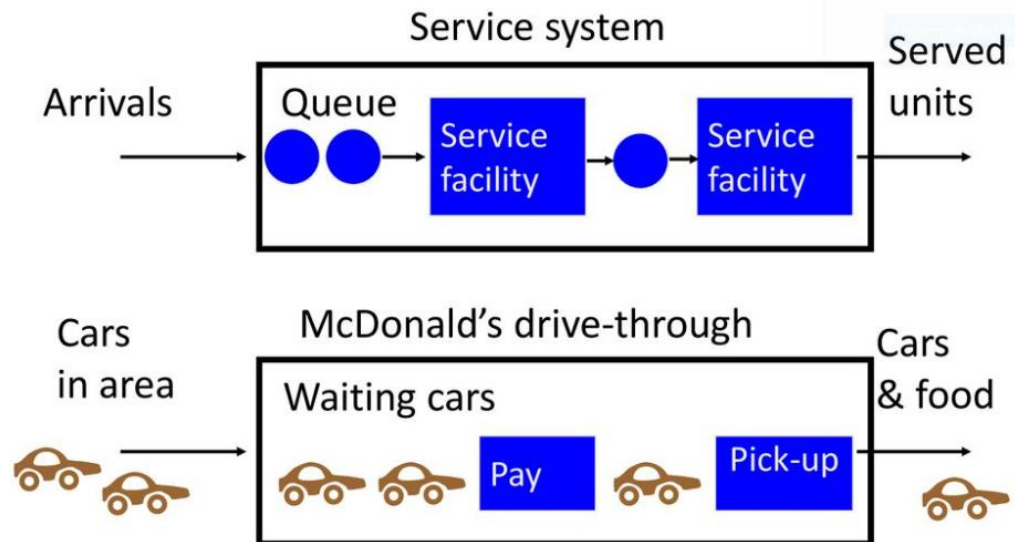 Service system
Arrivals
Served
units
Queue
Service
facility
Service
facility
McDonald's drive-through
Cars
in area
Cars
& food
Waiting cars
Pay
Pick-up